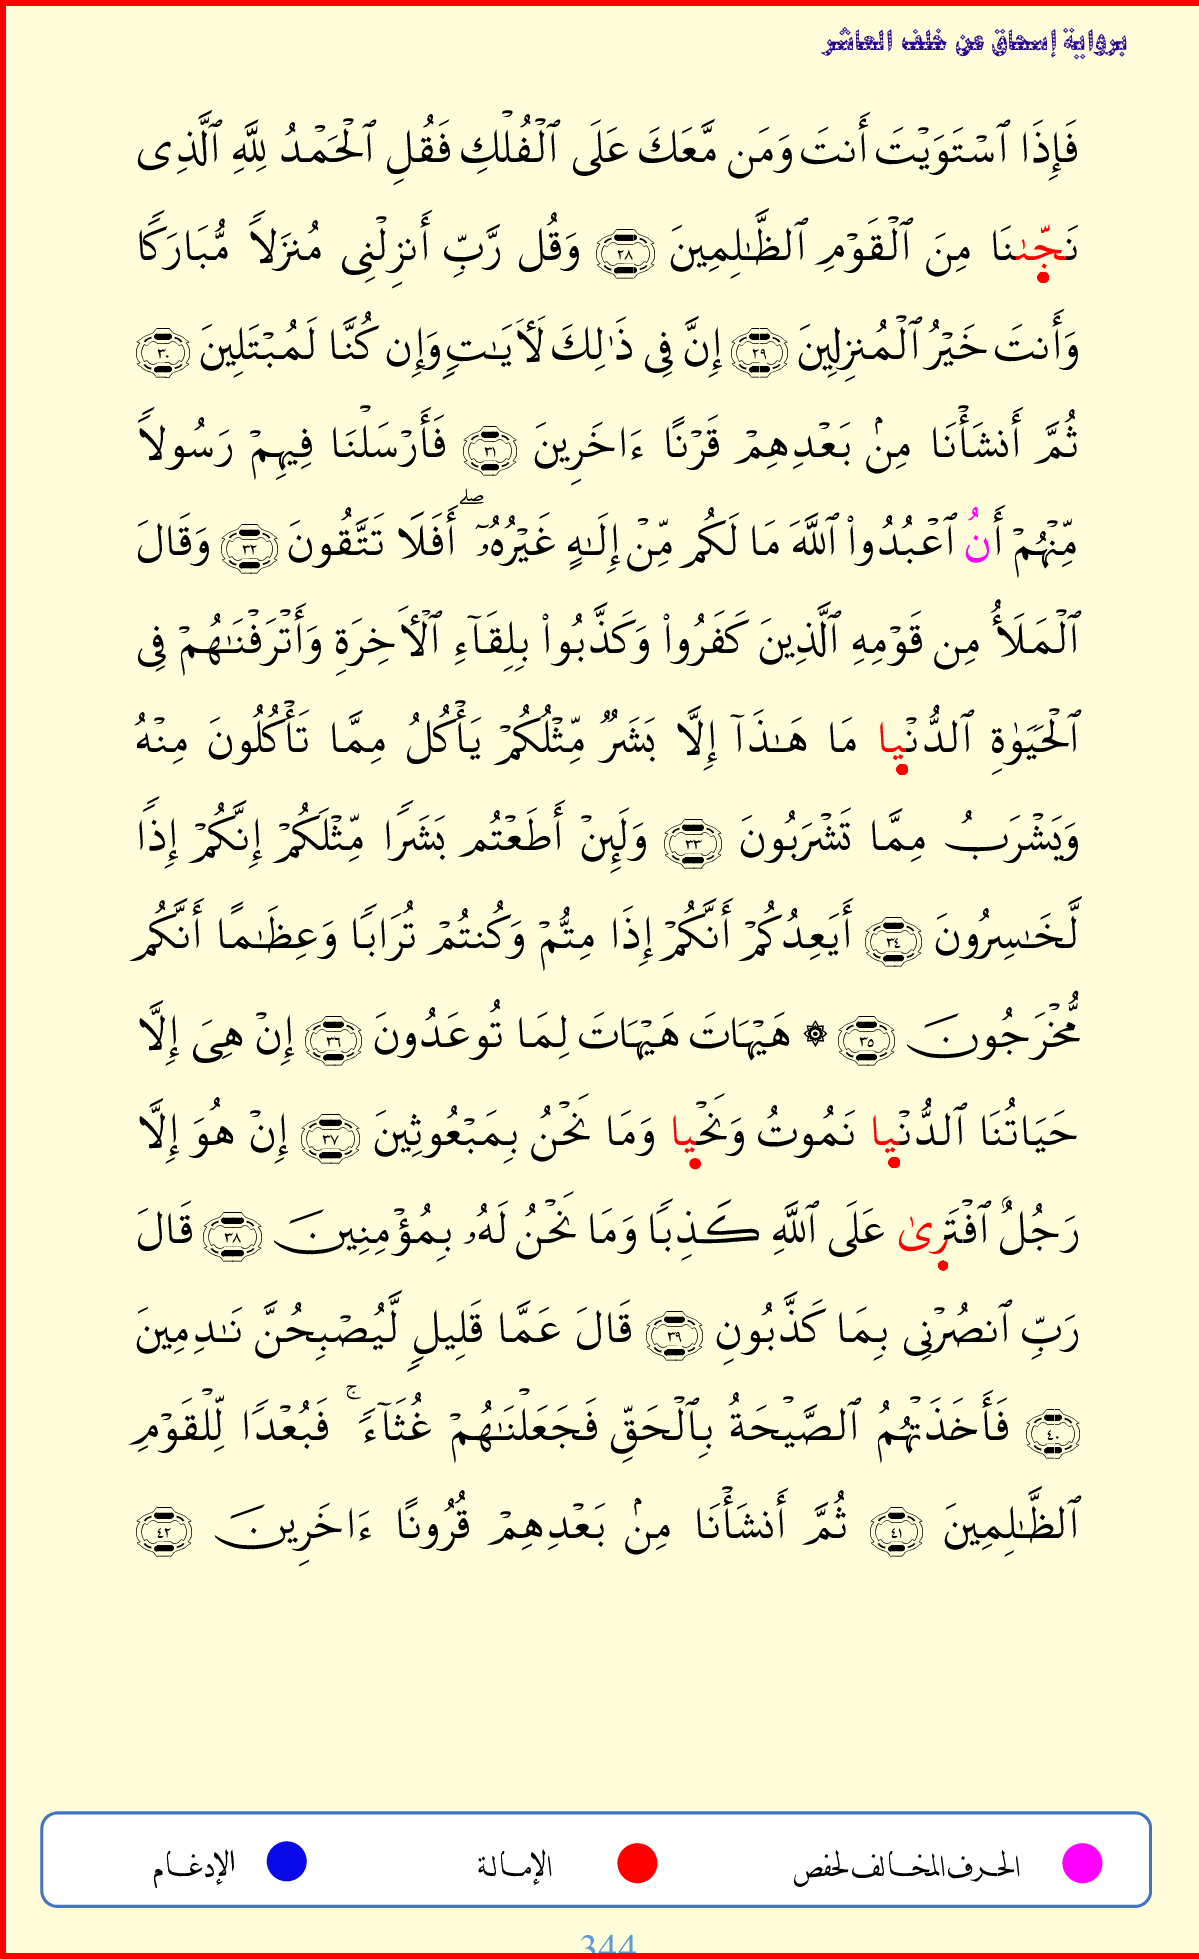 برواية إسحاق عن خلف العاشر
فَإِذَا ٱسْتَوَيْتَ أَنتَ وَمَن مَّعَكَ عَلَى ٱلْفُلْكِ فَقُلِ ٱلْحَمْدُ لِلَّهِ ٱلَّذِى
نَجَّىٰنَا مِنَ ٱلْقَوْمِ ٱلظَّـٰلِمِينَ ٢٨ وَقُل رَّبِّ أَنزِلْنِى مُنزَلًا مُّبَارَكًا
وَأَنتَ خَيْرُ ٱلْمُنزِلِينَ ٢٩ إِنَّ فِى ذَٰلِكَ لَأَيَـٰتٍ وَإِن كُنَّا لَمُبْتَلِينَ ٣٠
ثُمَّ أَنشَأْنَا مِنۢ بَعْدِهِمْ قَرْنًا ءَاخَرِينَ ٣١ فَأَرْسَلْنَا فِيهِمْ رَسُولًا
مِّنْهُمْ أَنُ ٱعْبُدُوا۟ ٱللَّهَ مَا لَكُم مِّنْ إِلَـٰهٍ غَيْرُهُۥٓ ۖ أَفَلَا تَتَّقُونَ ٣٢ وَقَالَ
ٱلْمَلَأُ مِن قَوْمِهِ ٱلَّذِينَ كَفَرُوا۟ وَكَذَّبُوا۟ بِلِقَآءِ ٱلْأَخِرَةِ وَأَتْرَفْنَـٰهُمْ فِى
ٱلْحَيَوٰةِ ٱلدُّنْيا مَا هَـٰذَآ إِلَّا بَشَرٌ مِّثْلُكُمْ يَأْكُلُ مِمَّا تَأْكُلُونَ مِنْهُ
وَيَشْرَبُ مِمَّا تَشْرَبُونَ ٣٣ وَلَئِنْ أَطَعْتُم بَشَرًا مِّثْلَكُمْ إِنَّكُمْ إِذًا
لَّخَـٰسِرُونَ ٣٤ أَيَعِدُكُمْ أَنَّكُمْ إِذَا مِتُّمْ وَكُنتُمْ تُرَابًا وَعِظَـٰمًا أَنَّكُم
مُّخْرَجُونَ ٣٥ ۞ هَيْهَاتَ هَيْهَاتَ لِمَا تُوعَدُونَ ٣٦ إِنْ هِىَ إِلَّا
حَيَاتُنَا ٱلدُّنْيا نَمُوتُ وَنَحْيا وَمَا نَحْنُ بِمَبْعُوثِينَ ٣٧ إِنْ هُوَ إِلَّا
رَجُلٌ ٱفْتَرِىٰ عَلَى ٱللَّهِ كَذِبًا وَمَا نَحْنُ لَهُۥ بِمُؤْمِنِينَ ٣٨ قَالَ
رَبِّ ٱنصُرْنِى بِمَا كَذَّبُونِ ٣٩ قَالَ عَمَّا قَلِيلٍ لَّيُصْبِحُنَّ نَـٰدِمِينَ
٤٠ فَأَخَذَتْهُمُ ٱلصَّيْحَةُ بِٱلْحَقِّ فَجَعَلْنَـٰهُمْ غُثَآءً ۚ فَبُعْدًا لِّلْقَوْمِ
ٱلظَّـٰلِمِينَ ٤١ ثُمَّ أَنشَأْنَا مِنۢ بَعْدِهِمْ قُرُونًا ءَاخَرِينَ ٤٢
الحرف المخالف لحفص الإمالة الإدغام
344